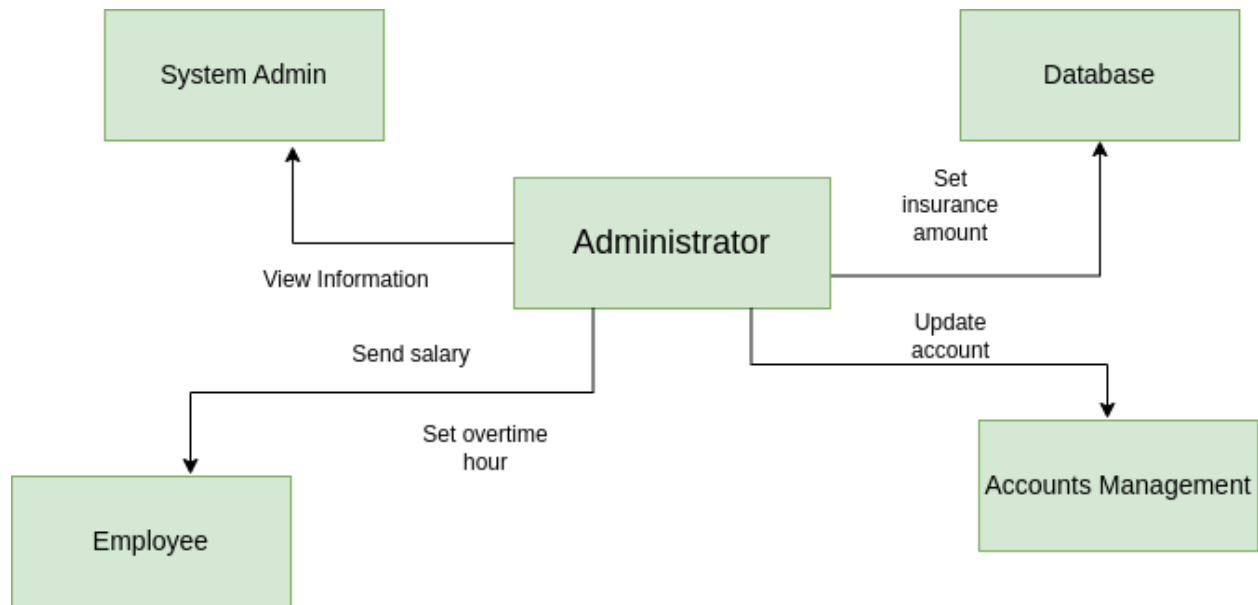 System Admin
Database
Set
insurance
amount
Administrator
View Information
Update
account
Send salary
Set overtime
hour
Accounts Management
Employee